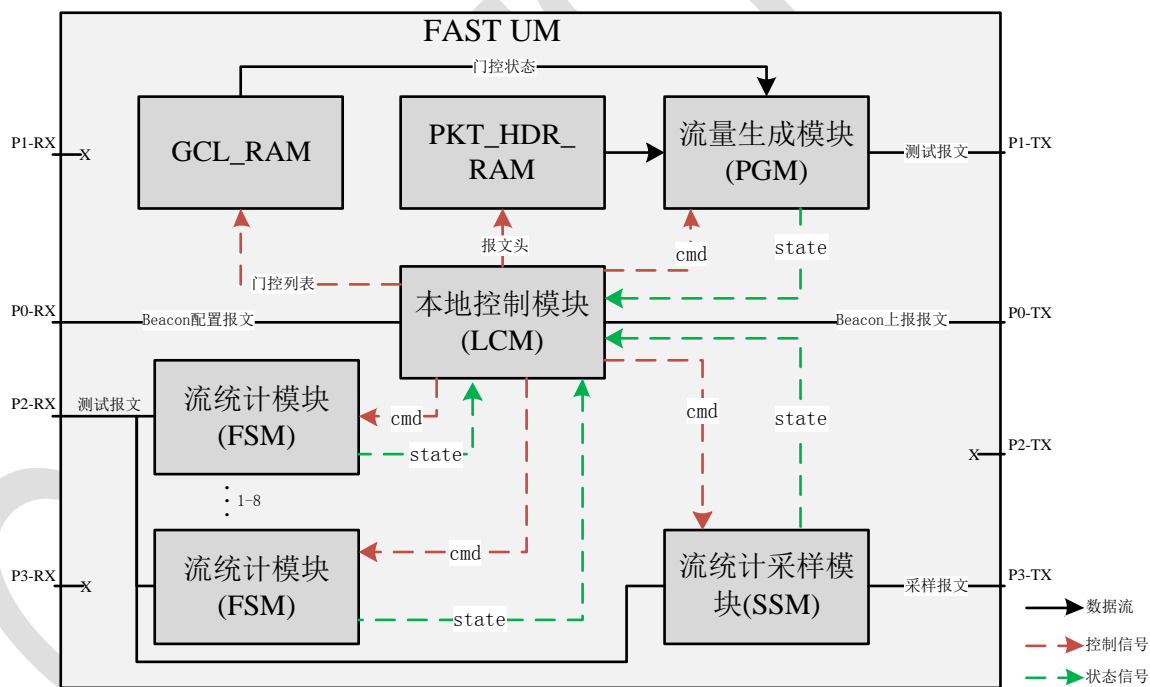 FAST UM
门控状态
P1-RX
X
GCL_RAM
PKT_HDR_
RAM
流量生成模块
(PGM)
测试报文
P1-TX
门控列表
报文头
cmd
state
P0-RX
Beacon配置报文
本地控制模块
(LCM)
Beacon上报报文
P0-TX
P2-RX
测试报文
流统计模块
(FSM)
cmd
state
cmd
state
X
P2-TX
1-8
P3-RX
X
流统计模块
(FSM)
cmd
state
流统计采样模
块(SSM)
采样报文
P3-TX
数据流
控制信号
状态信号